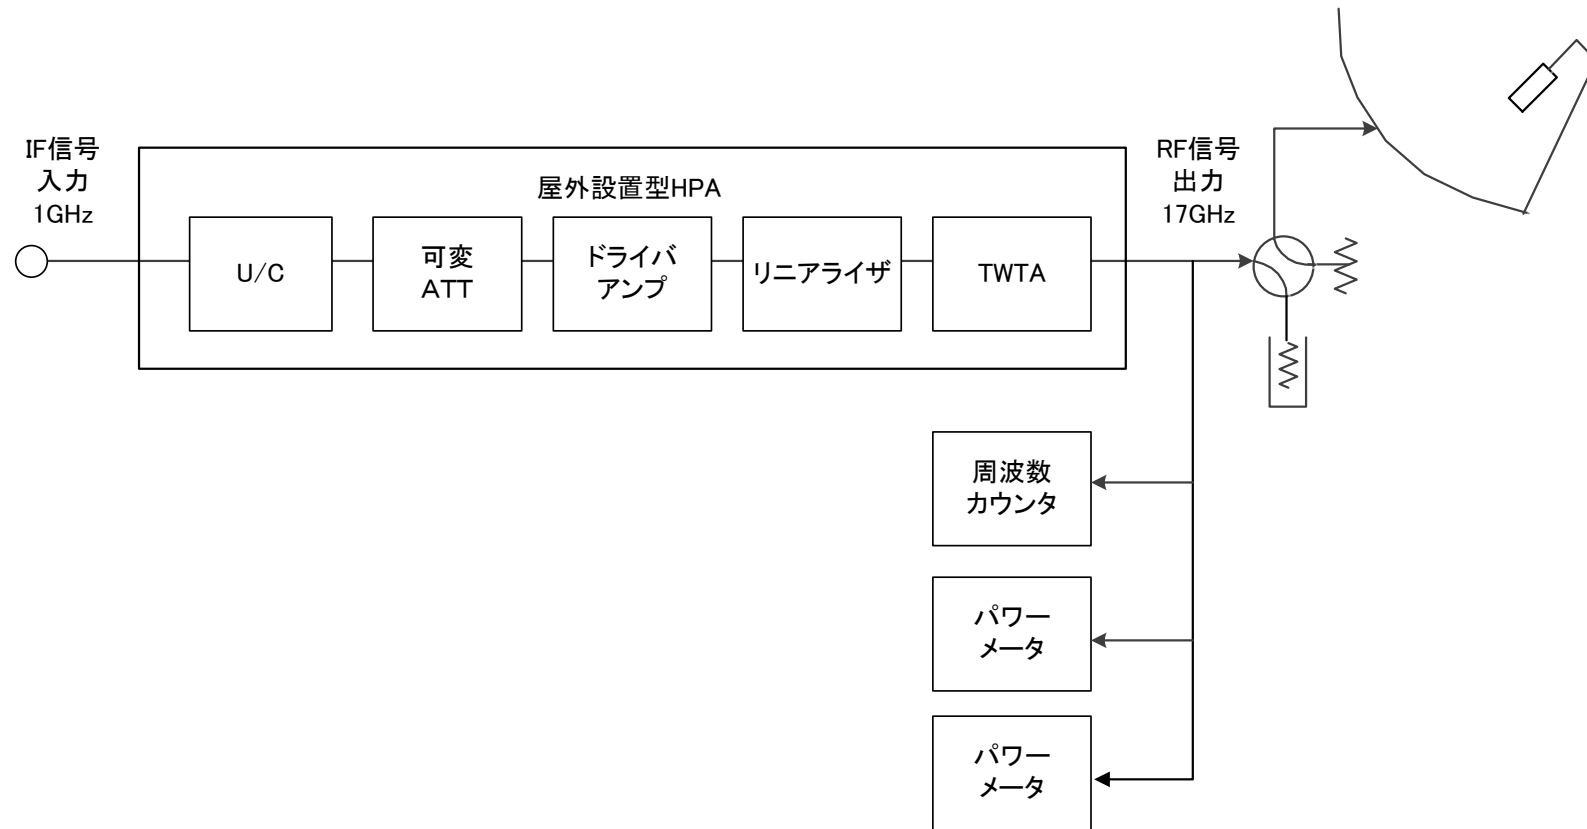 IF信号
入力
1GHz
屋外設置型HPA
U/C
可変
ATT
ドライバ
アンプ
リニアライザ
TWTA
RF信号
出力
17GHz
周波数
カウンタ
パワー
メータ
パワー
メータ